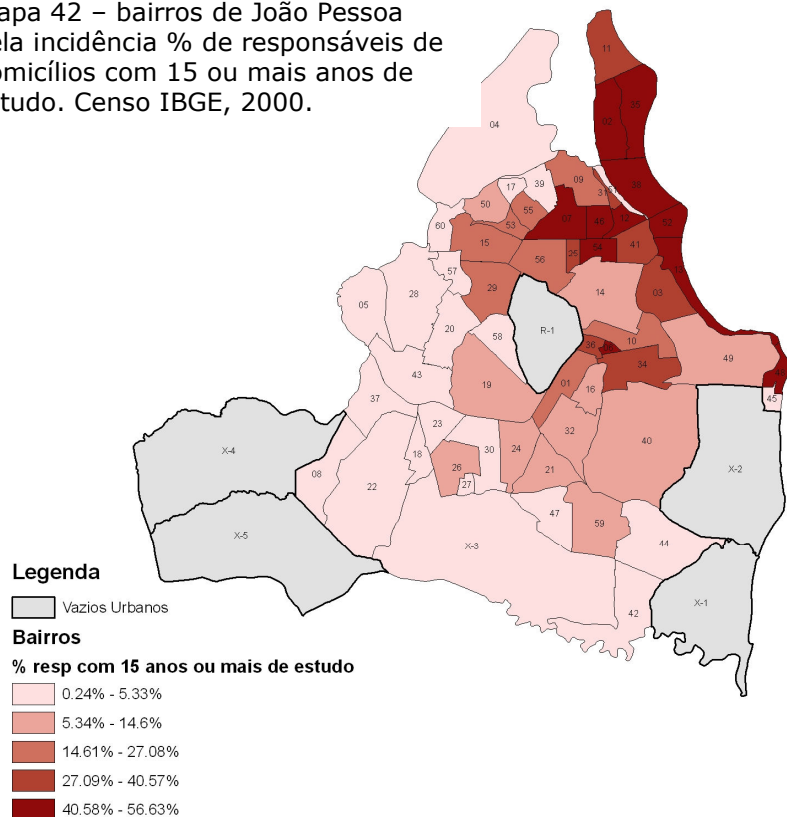 apa 42 – bairros de João Pessoa
ela incidência % de responsáveis de
omicílios com 15 ou mais anos de
tudo. Censo IBGE, 2000.
11
02
35
04
38
17
39
09
31
50
55
07
46
12
52
60
53
15
56
25
54
41
13
57
29
14
03
05
28
R-1
20
58
36
10
49
43
19
01
16
34
45
37
23
32
40
18
26
30
24
21
X-4
08
22
27
X-2
47
59
X-5
X-3
44
X-1
42
Legenda
Vazios Urbanos
Bairros
% resp com 15 anos ou mais de estudo
0.24% - 5.33%
5.34% - 14.6%
14.61% - 27.08%
27.09% - 40.57%
40.58% - 56.63%